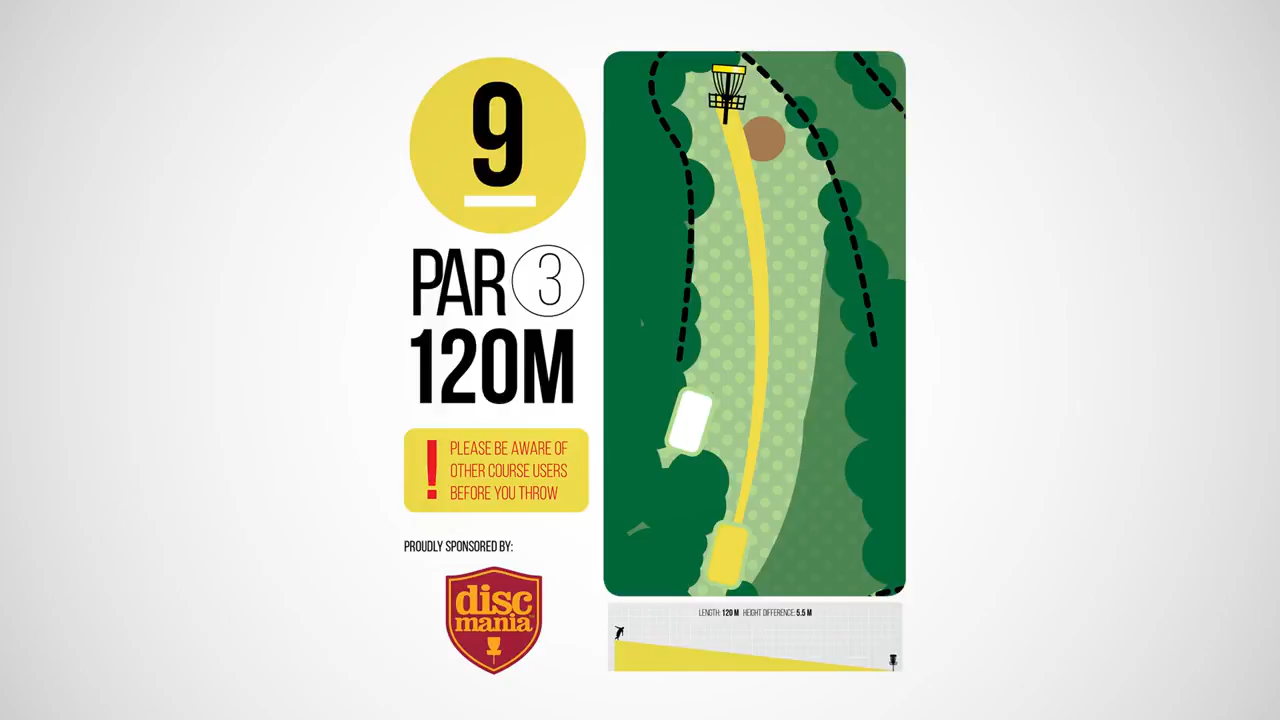 9
PAR 3
120M
! PLEASE BE AWARE OF
OTHER COURSE USERS
BEFORE YOU THROW
PROUDLY SPONSORED BY:
disc
mania
LENGTH: 120 M HEIGHT DIFFERENCE: 5.5 M